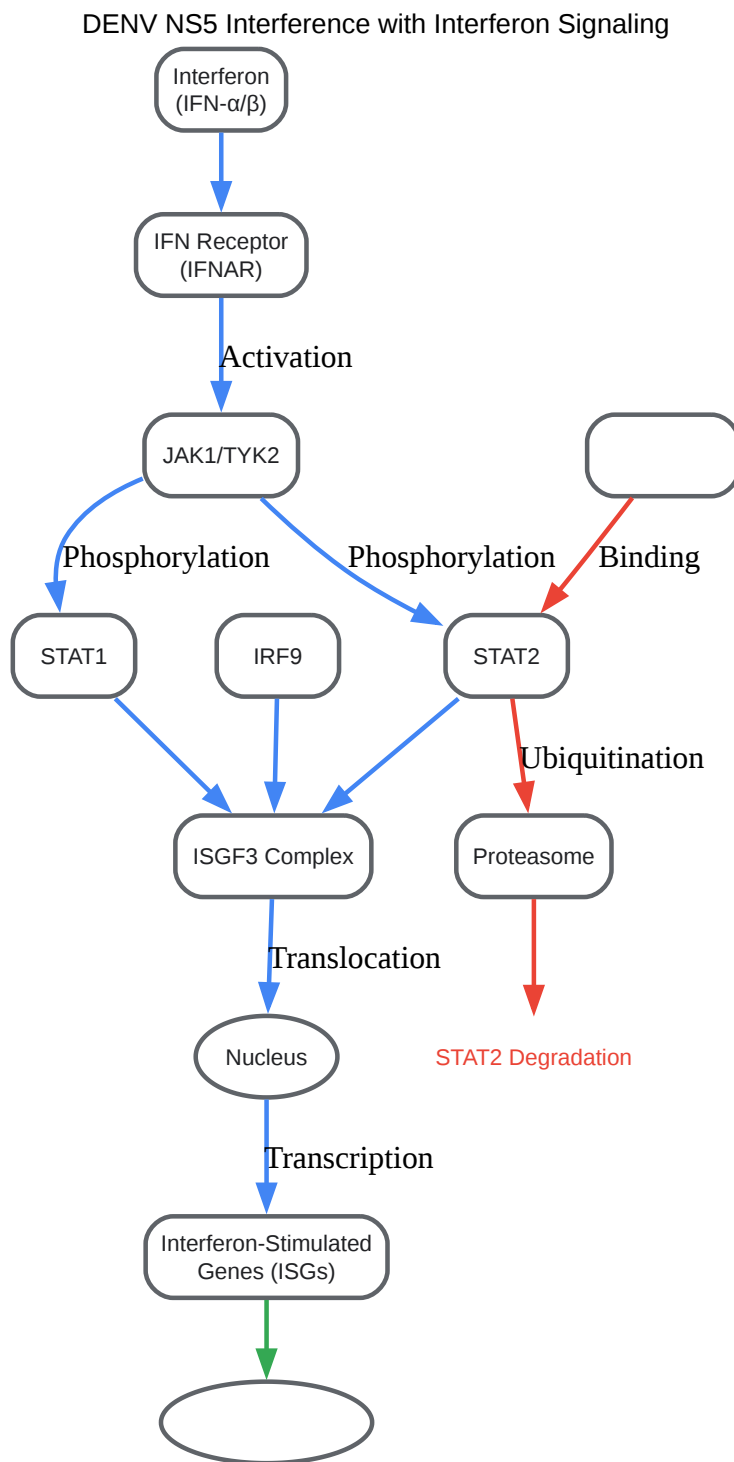 DENV NS5 Interference with Interferon Signaling
Interferon
(IFN-α/β)
IFN Receptor
(IFNAR)
Activation
JAK1/TYK2
Phosphorylation
Phosphorylation
Binding
STAT1
IRF9
STAT2
Ubiquitination
ISGF3 Complex
Proteasome
Translocation
Nucleus
STAT2 Degradation
Transcription
Interferon-Stimulated
Genes (ISGs)